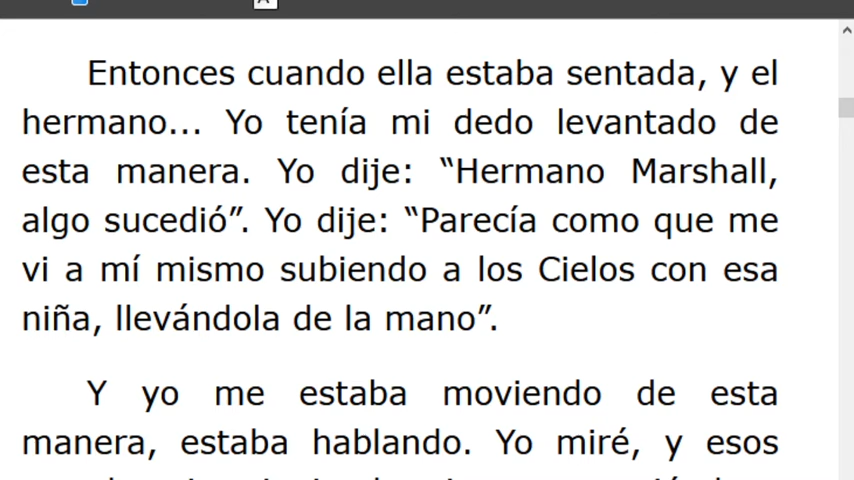 Entonces cuando ella estaba sentada, y el
hermano... Yo tenía mi dedo levantado de
esta manera. Yo dije: “Hermano Marshall,
algo sucedió”. Yo dije: “Parecía como que me
vi a mí mismo subiendo a los Cielos con esa
niña, llevándola de la mano”.
Y yo me estaba moviendo de esta
manera, estaba hablando. Yo miré, y esos